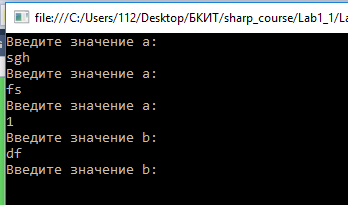 file:///C:/Users/112/Desktop/БКИТ/sharp_course/Lab1_1/La
Введите значение a:
sgh
Введите значение a:
fs
Введите значение a:
1
Введите значение b:
df
Введите значение b: